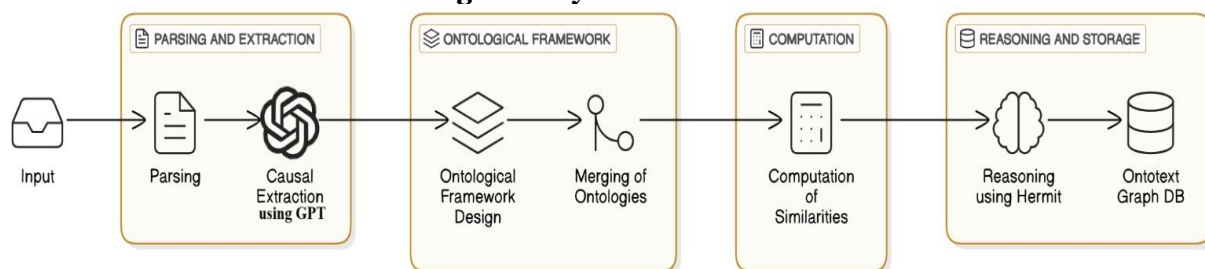 PARSING AND EXTRACTION
ONTOLOGICAL FRAMEWORK
COMPUTATION
REASONING AND STORAGE
Input
Parsing
Causal
Extraction
using GPT
Ontological
Framework
Design
Merging of
Ontologies
Computation
of
Similarities
Reasoning
using Hermit
Ontotext
Graph DB